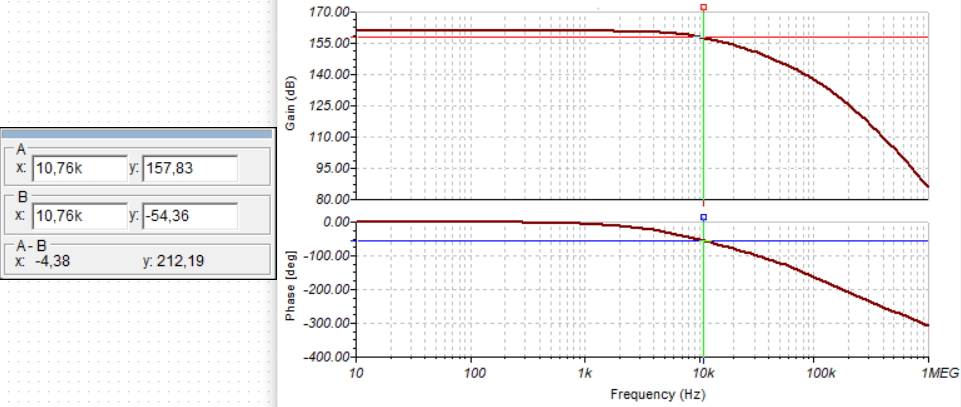 A
x: 10,76k y: 157,83
B
x: 10,76k y: -54,36
A - B
x: -4,38 y: 212,19
Gain (dB)
170.00
155.00
140.00
125.00
110.00
95.00
80.00
Phase [deg]
0.00
-100.00
-200.00
-300.00
-400.00
10 100 1k 10k 100k 1MEG
Frequency (Hz)